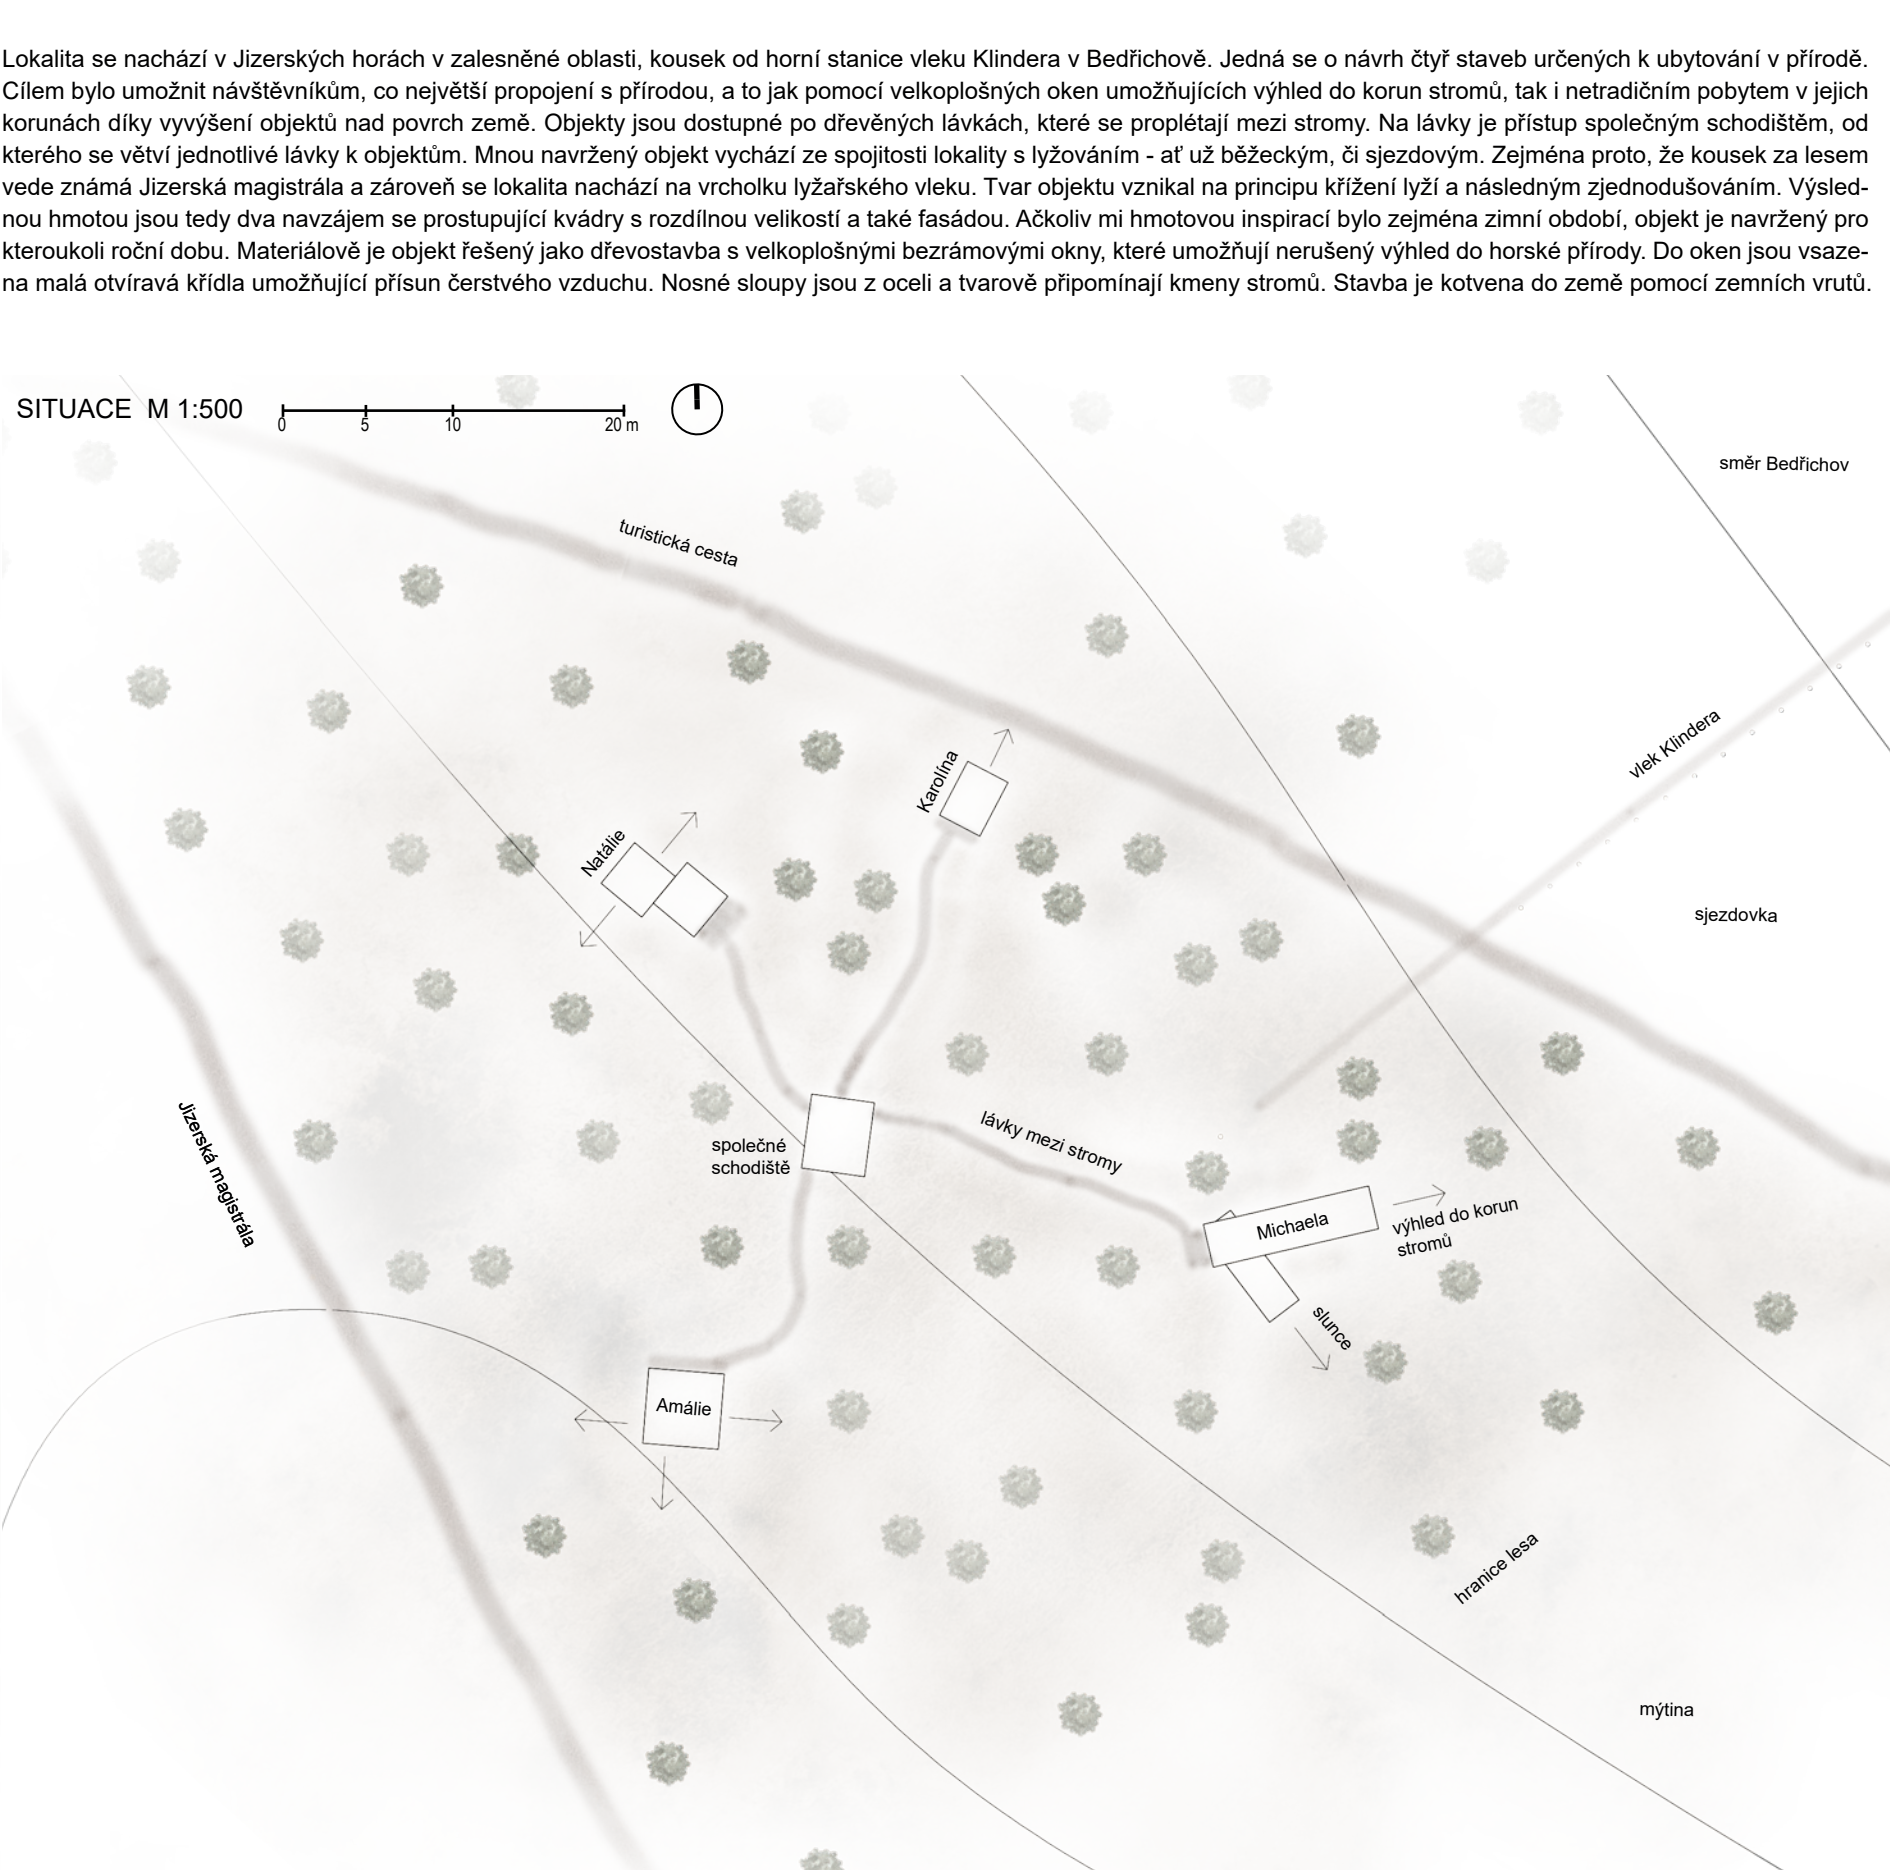 Lokalita se nachází v Jizerských horách v zalesněné oblasti, kousek od horní stanice vleku Klindera v Bedřichově. Jedná se o návrh čtyř staveb určených k ubytování v přírodě.
Cílem bylo umožnit návštěvníkům, co největší propojení s přírodou, a to jak pomocí velkoplošných oken umožňujících výhled do korun stromů, tak i netradičním pobytem v jejich
korunách díky vyvýšení objektů nad povrch země. Objekty jsou dostupné po dřevěných lávkách, které se proplétají mezi stromy. Na lávky je přístup společným schodištěm, od
kterého se větví jednotlivé lávky k objektům. Mnou navržený objekt vychází ze spojitosti lokality s lyžováním - ať už běžeckým, či sjezdovým. Zejména proto, že kousek za lesem
vede známá Jizerská magistrála a zároveň se lokalita nachází na vrcholku lyžařského vleku. Tvar objektu vznikal na principu křížení lyží a následným zjednodušováním. Výsled-
nou hmotou jsou tedy dva navzájem se prostupující kvádry s rozdílnou velikostí a také fasádou. Ačkoliv mi hmotovou inspirací bylo zejména zimní období, objekt je navržený pro
kteroukoli roční dobu. Materiálově je objekt řešený jako dřevostavba s velkoplošnými bezrámovými okny, které umožňují nerušený výhled do horské přírody. Do oken jsou vsaze-
na malá otvíravá křídla umožňující přísun čerstvého vzduchu. Nosné sloupy jsou z oceli a tvarově připomínají kmeny stromů. Stavba je kotvena do země pomocí zemních vrutů.
SITUACE M 1:500
0 5 10 20 m
směr Bedřichov
turistická cesta
vlek Klindera
Karolína
Natálie
sjezdovka
Jizerská magistrála
společné
schodiště
lávky mezi stromy
Michaela
výhled do korun
stromů
slunce
Amálie
hranice lesa
mýtina